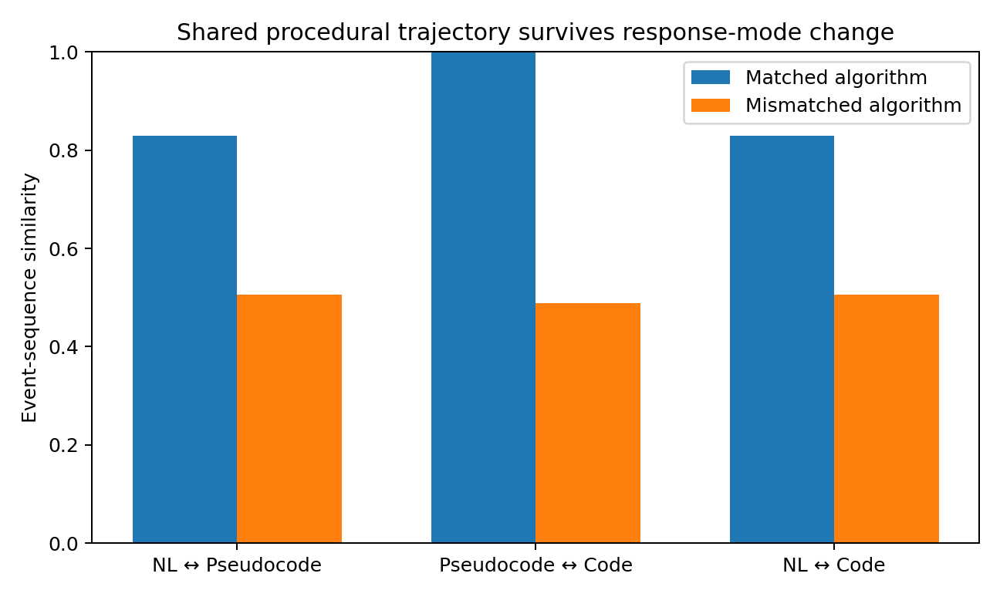 Shared procedural trajectory survives response-mode change
Matched algorithm
Mismatched algorithm
Event-sequence similarity
1.0
0.8
0.6
0.4
0.2
0.0
NL ↔ Pseudocode
Pseudocode ↔ Code
NL ↔ Code